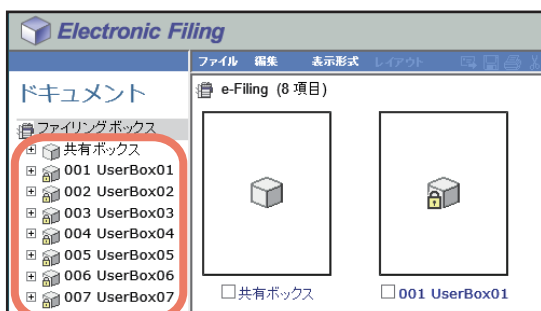 Electronic Filing
ファイル 編集 表示形式 レイアウト
ドキュメント
e-Filing (8 項目)
ファイリングボックス
共有ボックス
001 UserBox01
002 UserBox02
003 UserBox03
004 UserBox04
005 UserBox05
006 UserBox06
007 UserBox07
共有ボックス
001 UserBox01